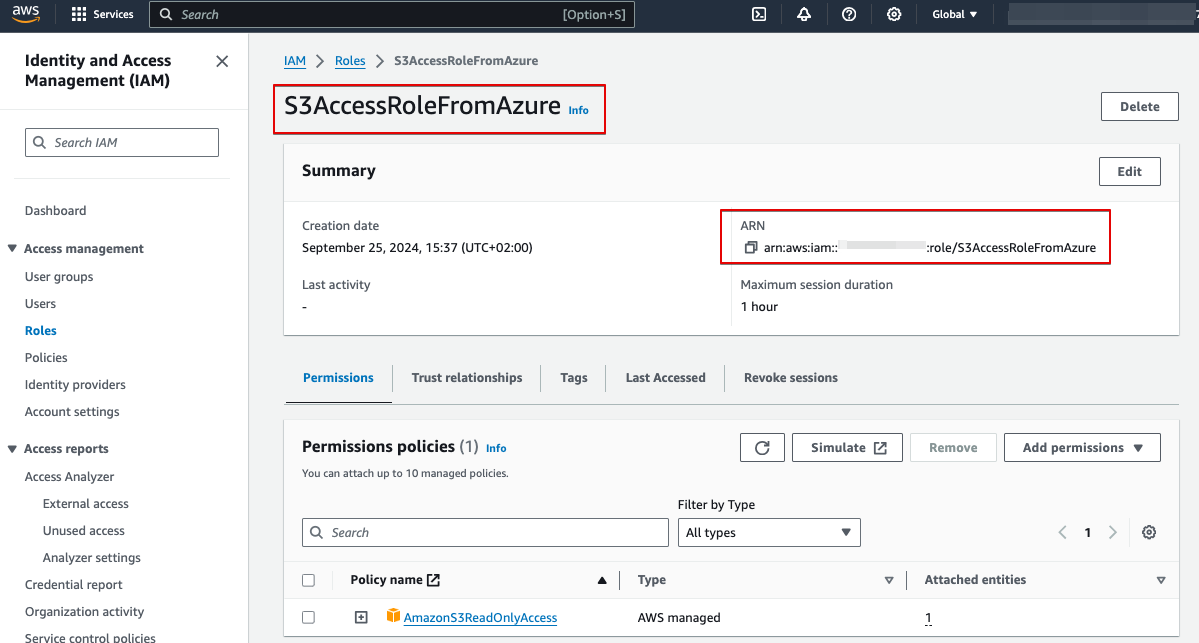 aws
Services
Search
[Option+S]
Global
Identity and Access
Management (IAM)
Search IAM
Dashboard
Access management
User groups
Users
Roles
Policies
Identity providers
Account settings
Access reports
Access Analyzer
External access
Unused access
Analyzer settings
Credential report
Organization activity
Service control policies
IAM > Roles > S3AccessRoleFromAzure
S3AccessRoleFromAzure Info
Delete
Summary
Edit
Creation date
September 25, 2024, 15:37 (UTC+02:00)
ARN
arn:aws:iam:: :role/S3AccessRoleFromAzure
Last activity
-
Maximum session duration
1 hour
Permissions
Trust relationships
Tags
Last Accessed
Revoke sessions
Permissions policies (1) Info
You can attach up to 10 managed policies.
Simulate
Remove
Add permissions
Filter by Type
Search
All types
1
Policy name
Type
Attached entities
AmazonS3ReadOnlyAccess
AWS managed
1